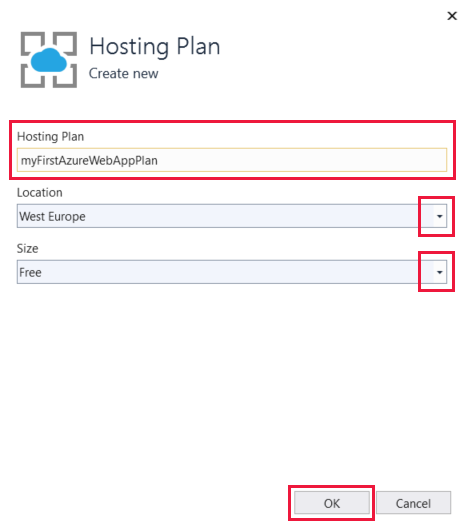 Hosting Plan
Create new
Hosting Plan
myFirstAzureWebAppPlan
Location
West Europe
Size
Free
OK
Cancel